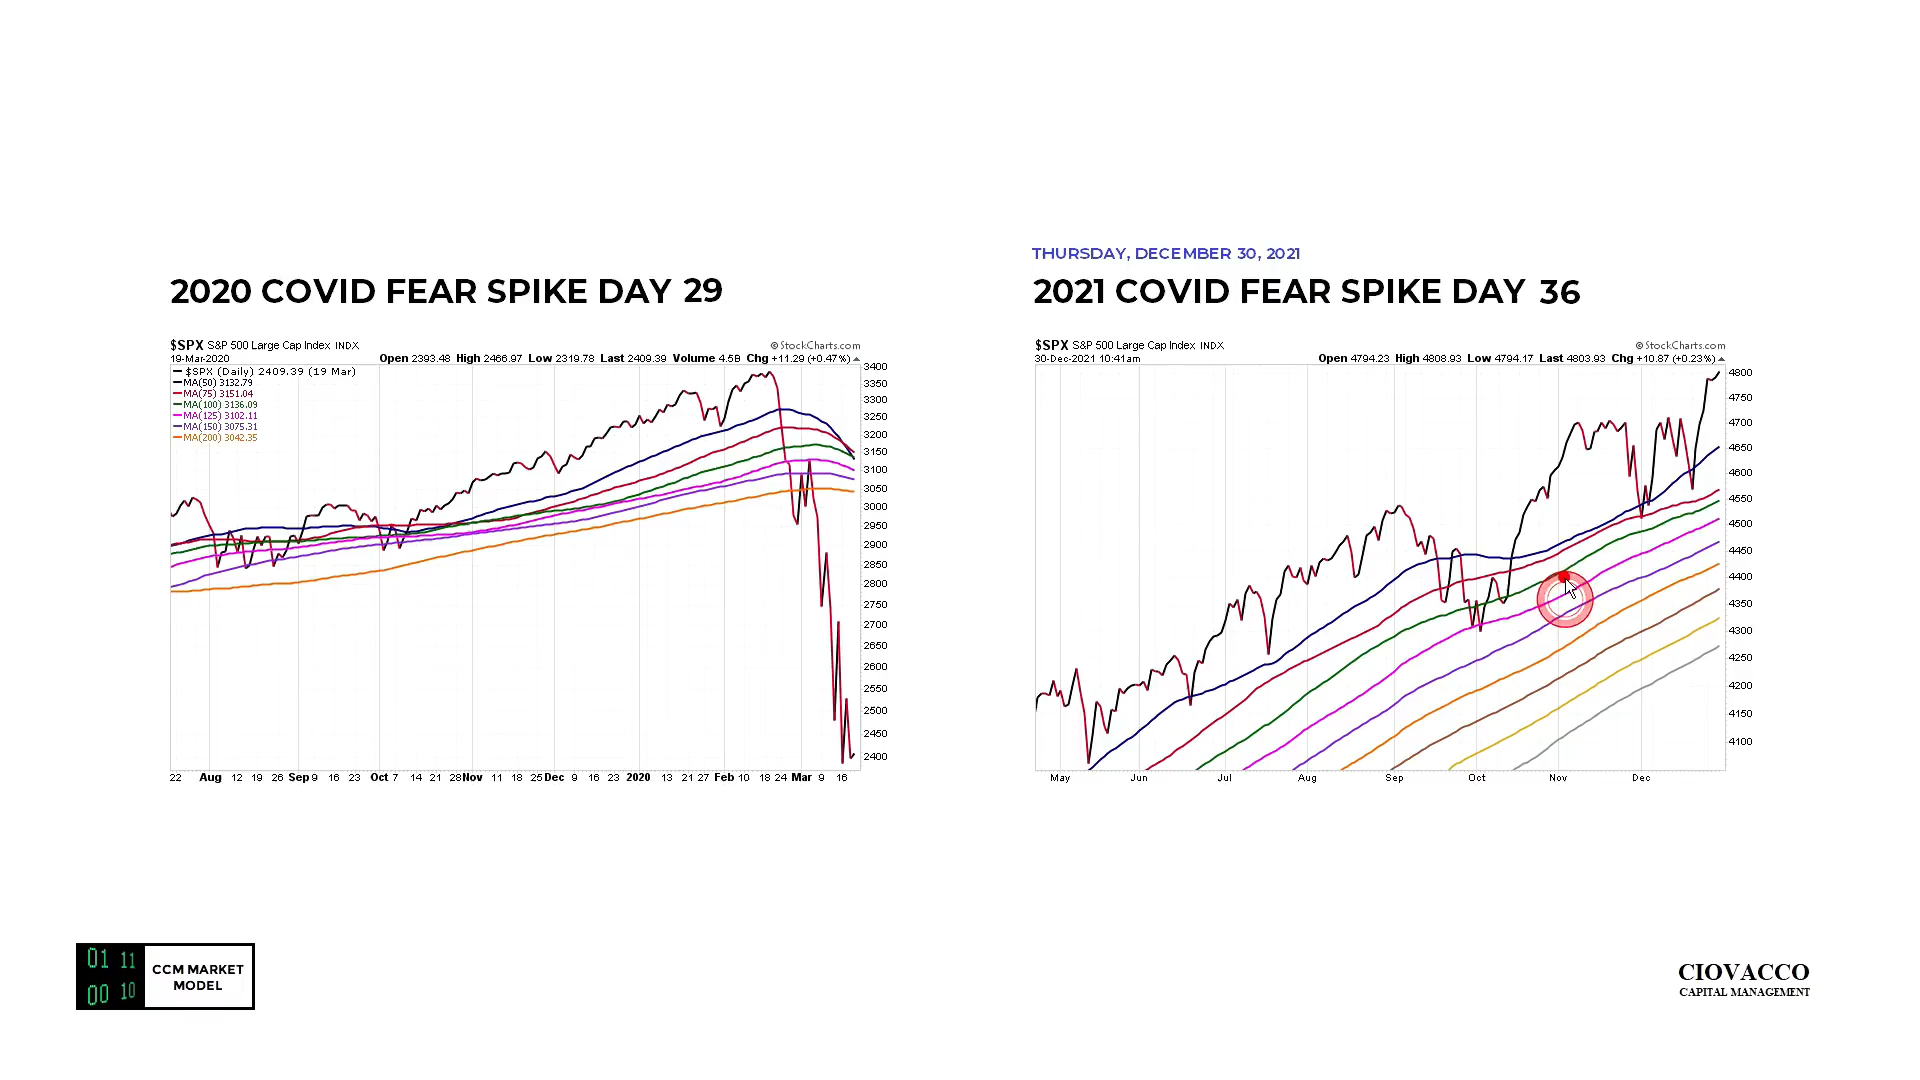 THURSDAY, DECEMBER 30, 2021
2020 COVID FEAR SPIKE DAY 29
2021 COVID FEAR SPIKE DAY 36
$SPX S&P 500 Large Cap Index INDX
© StockCharts.com
19-Mar-2020
Open 2393.48 High 2466.97 Low 2319.78 Last 2409.39 Volume 4.5B Chg +11.29 (+0.47%)
$SPX (Daily) 2409.39 (19 Mar)
MA(50) 3132.79
MA(75) 3151.04
MA(100) 3136.09
MA(125) 3102.11
MA(150) 3075.31
MA(200) 3042.35
3400
3350
3300
3250
3200
3150
3100
3050
3000
2950
2900
2850
2800
2750
2700
2650
2600
2550
2500
2450
2400
22 Aug 12 19 26 Sep 9 16 23 Oct 7 14 21 28 Nov 11 18 25 Dec 9 16 23 2020 13 21 27 Feb 10 18 24 Mar 9 16
$SPX S&P 500 Large Cap Index INDX
© StockCharts.com
30-Dec-2021 10:41am
Open 4794.23 High 4808.93 Low 4794.17 Last 4803.93 Chg +10.87 (+0.23%)
4800
4750
4700
4650
4600
4550
4500
4450
4400
4350
4300
4250
4200
4150
4100
May Jun Jul Aug Sep Oct Nov Dec
01 11
00 10
CCM MARKET
MODEL
CIOVACCO
CAPITAL MANAGEMENT